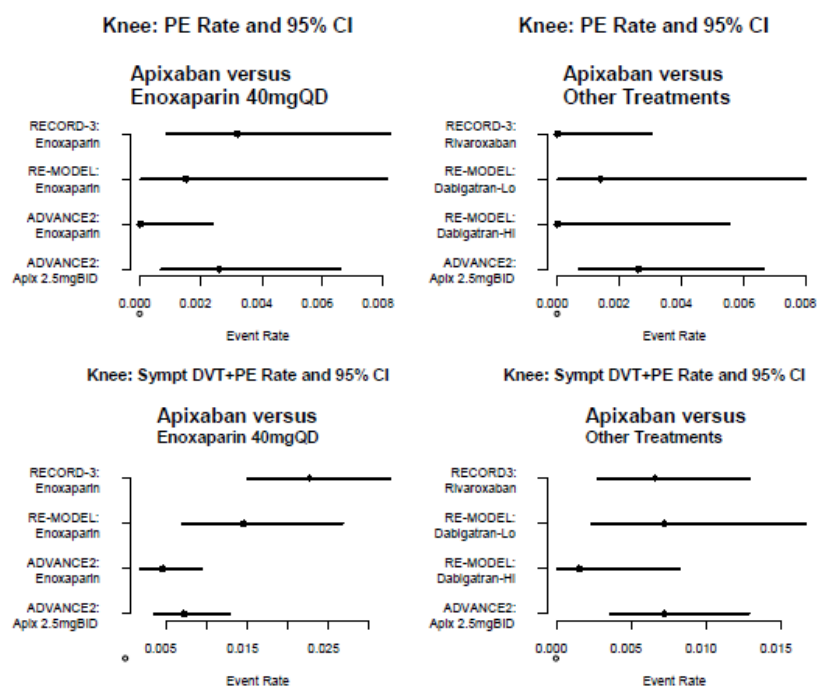 Knee: PE Rate and 95% CI
Apixaban versus
Enoxaparin 40mgQD
RECORD-3:
Enoxaparin
RE-MODEL:
Enoxaparin
ADVANCE2:
Enoxaparin
ADVANCE2:
Apix 2.5mgBID
0.000 0.002 0.004 0.006 0.008
Event Rate
Knee: PE Rate and 95% CI
Apixaban versus
Other Treatments
RECORD-3:
Rivaroxaban
RE-MODEL:
Dabigatran-Lo
RE-MODEL:
Dabigatran-Hi
ADVANCE2:
Apix 2.5mgBID
0.000 0.002 0.004 0.006 0.008
Event Rate
Knee: Sympt DVT+PE Rate and 95% CI
Apixaban versus
Enoxaparin 40mgQD
RECORD-3:
Enoxaparin
RE-MODEL:
Enoxaparin
ADVANCE2:
Enoxaparin
ADVANCE2:
Apix 2.5mgBID
0.005 0.015 0.025
Event Rate
Knee: Sympt DVT+PE Rate and 95% CI
Apixaban versus
Other Treatments
RECORD3:
Rivaroxaban
RE-MODEL:
Dabigatran-Lo
RE-MODEL:
Dabigatran-Hi
ADVANCE2:
Apix 2.5mgBID
0.000 0.005 0.010 0.015
Event Rate